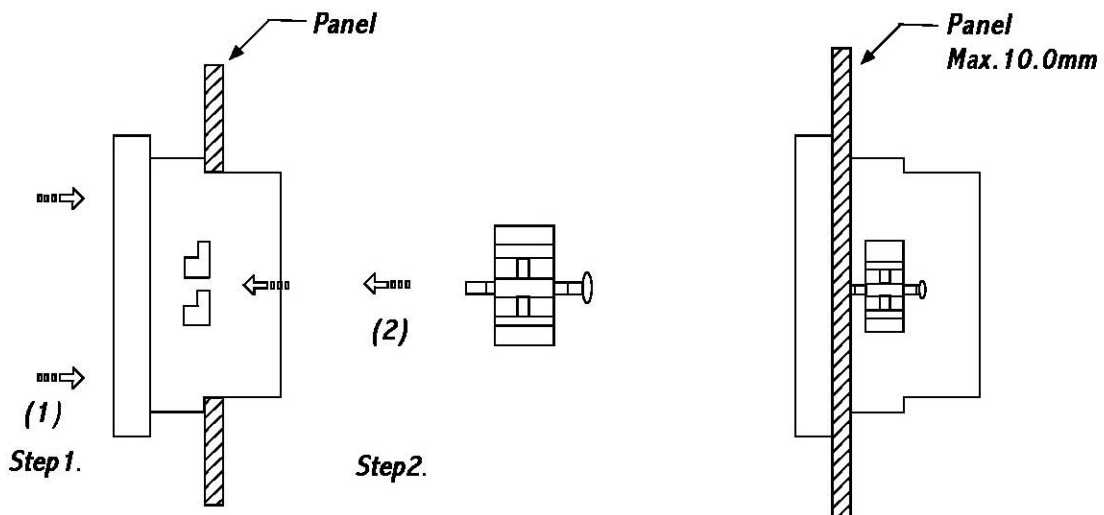 Panel
Panel
Max.10.0mm
(2)
(1)
Step1.
Step2.